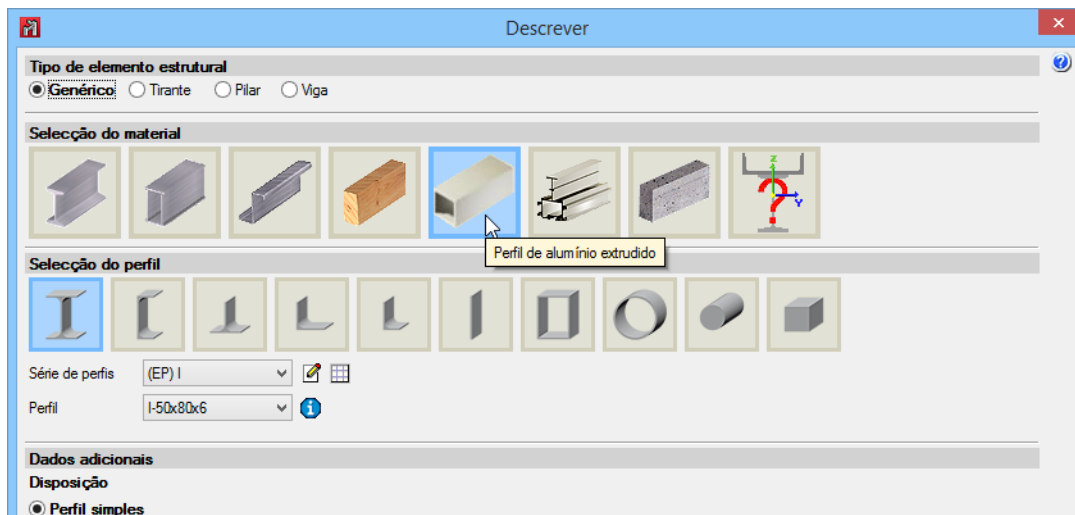 Descrever
Tipo de elemento estrutural
Genérico Tirante Pilar Viga
Selecção do material
z
Y
Perfil de alumínio extrudido
Selecção do perfil
Série de perfis (EP) I
Perfil I-50x80x6
Dados adicionais
Disposição
Perfil simples